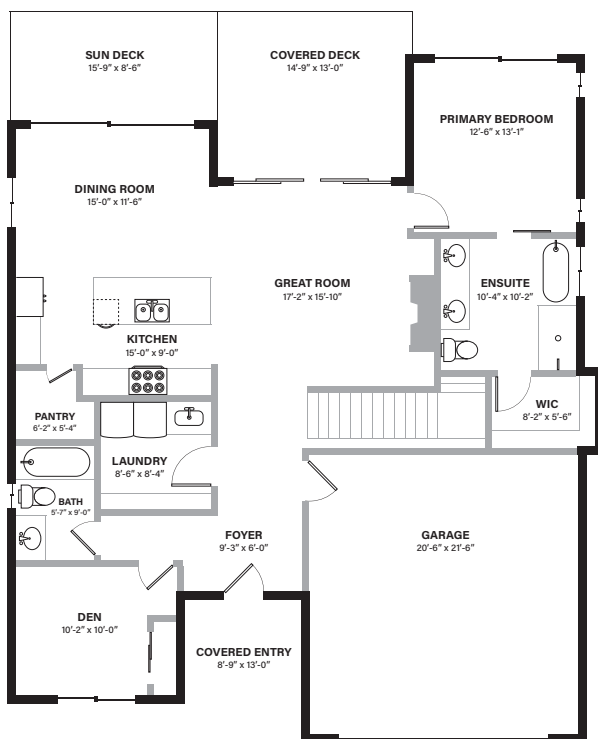 SUN DECK
15'-9" x 8'-6"
COVERED DECK
14'-9" x 13'-0"
PRIMARY BEDROOM
12'-6" x 13'-1"
DINING ROOM
15'-0" x 11'-6"
GREAT ROOM
17'-2" x 15'-10"
ENSUITE
10'-4" x 10'-2"
KITCHEN
15'-0" x 9'-0"
WIC
8'-2" x 5'-6"
PANTRY
6'-2" x 5'-4"
LAUNDRY
8'-6" x 8'-4"
BATH
5'-7" x 9'-0"
FOYER
9'-3" x 6'-0"
GARAGE
20'-6" x 21'-6"
DEN
10'-2" x 10'-0"
COVERED ENTRY
8'-9" x 13'-0"